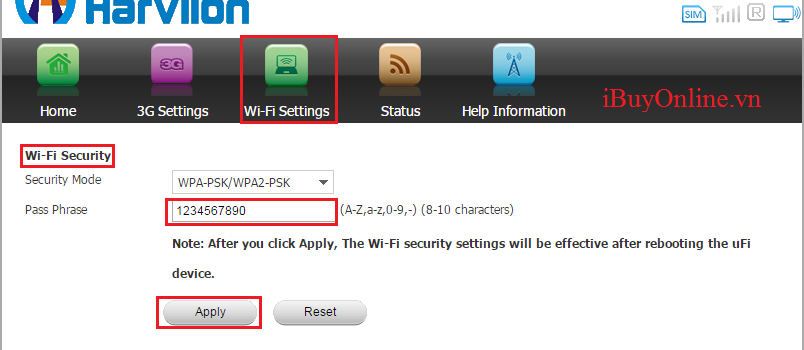 Harvilon
SIM R
3G
Home 3G Settings Wi-Fi Settings Status Help Information
iBuyOnline.vn
Wi-Fi Security
Security Mode WPA-PSK/WPA2-PSK
Pass Phrase 1234567890 (A-Z,a-z,0-9,-) (8-10 characters)
Note: After you click Apply, The Wi-Fi security settings will be effective after rebooting the uFi
device.
Apply Reset